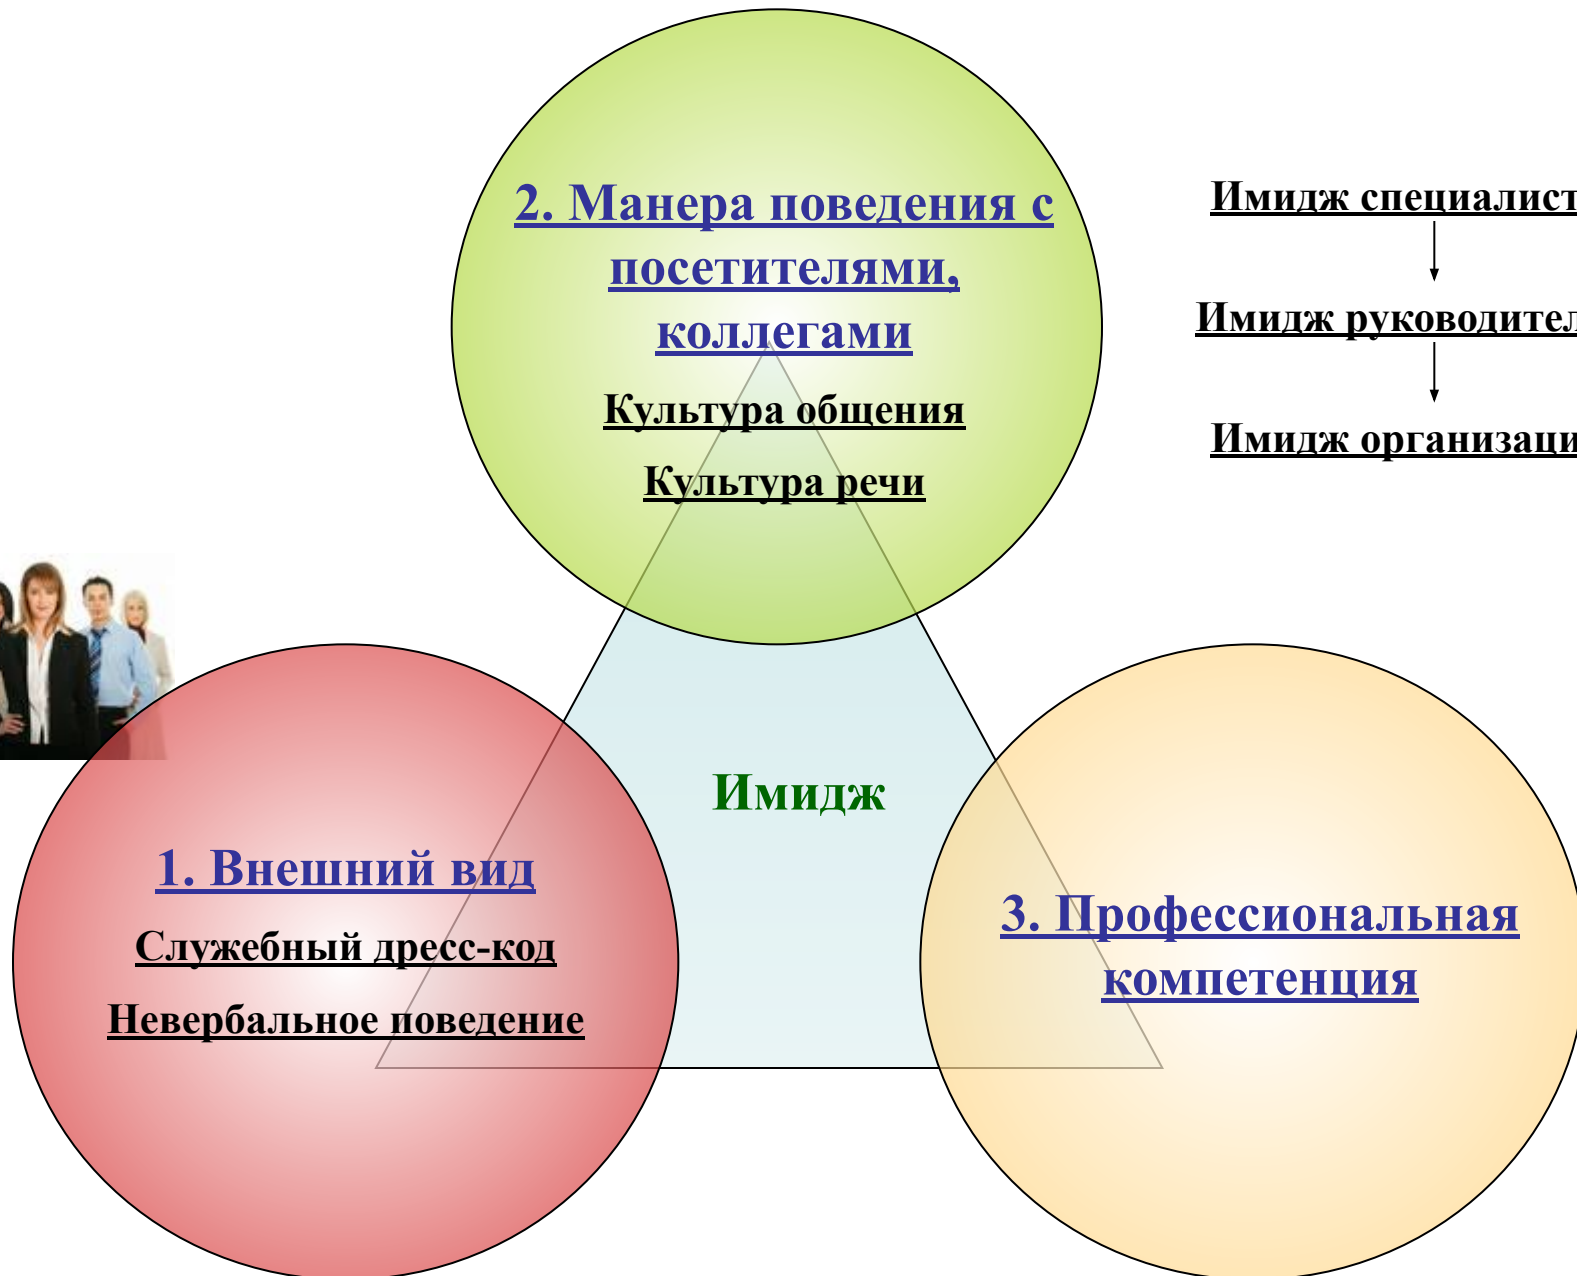 2. Манера поведения с
посетителями,
коллегами
Культура общения
Культура речи
Имидж специалист
Имидж руководител
Имидж организаци
Имидж
1. Внешний вид
Служебный дресс-код
Невербальное поведение
3. Профессиональная
компетенция